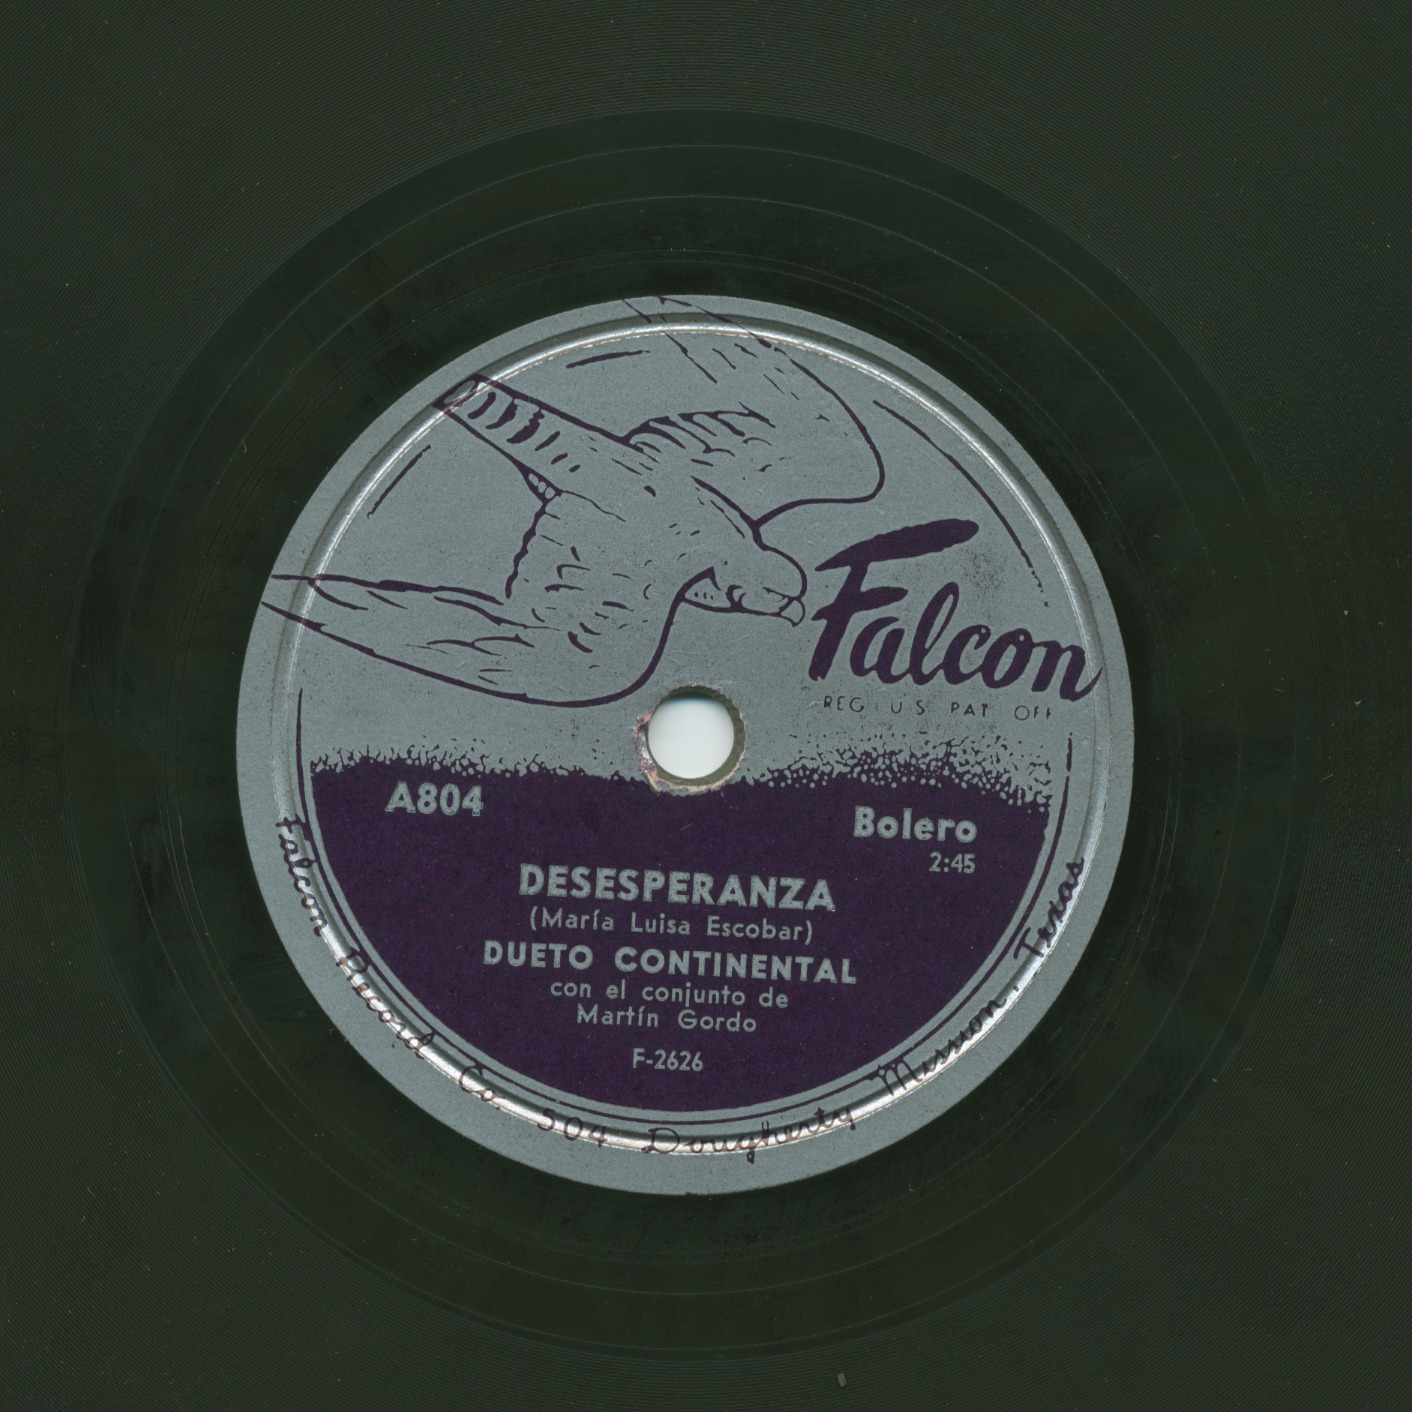 Falcon
REG U S PAT OFF
A804
Bolero
2:45
DESESPERANZA
(María Luisa Escobar)
DUETO CONTINENTAL
con el conjunto de
Martín Gordo
F-2626
Falcon Record Co. 504 Dougherty Mission, Texas